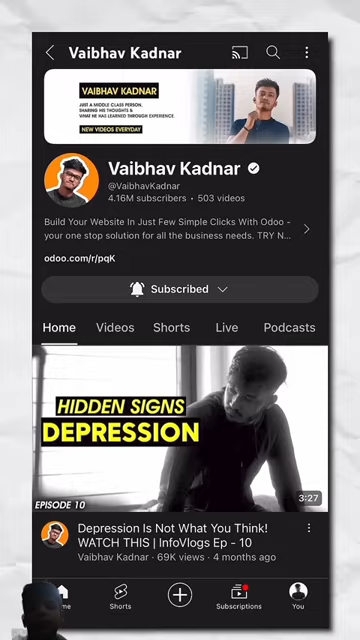 Vaibhav Kadnar
VAIBHAV KADNAR
JUST A MIDDLE CLASS PERSON.
SHARING HIS THOUGHTS &
WHAT HE HAS LEARNED THROUGH EXPERIENCE.
NEW VIDEOS EVERYDAY
Vaibhav Kadnar
@VaibhavKadnar
4.16M subscribers • 503 videos
Build Your Website In Just Few Simple Clicks With Odoo -
your one stop solution for all the business needs. TRY N...
odoo.com/r/pqK
Subscribed
Home Videos Shorts Live Podcasts
HIDDEN SIGNS
DEPRESSION
EPISODE 10
3:27
Depression Is Not What You Think!
WATCH THIS | InfoVlogs Ep - 10
Vaibhav Kadnar • 69K views • 4 months ago
ome Shorts Subscriptions You